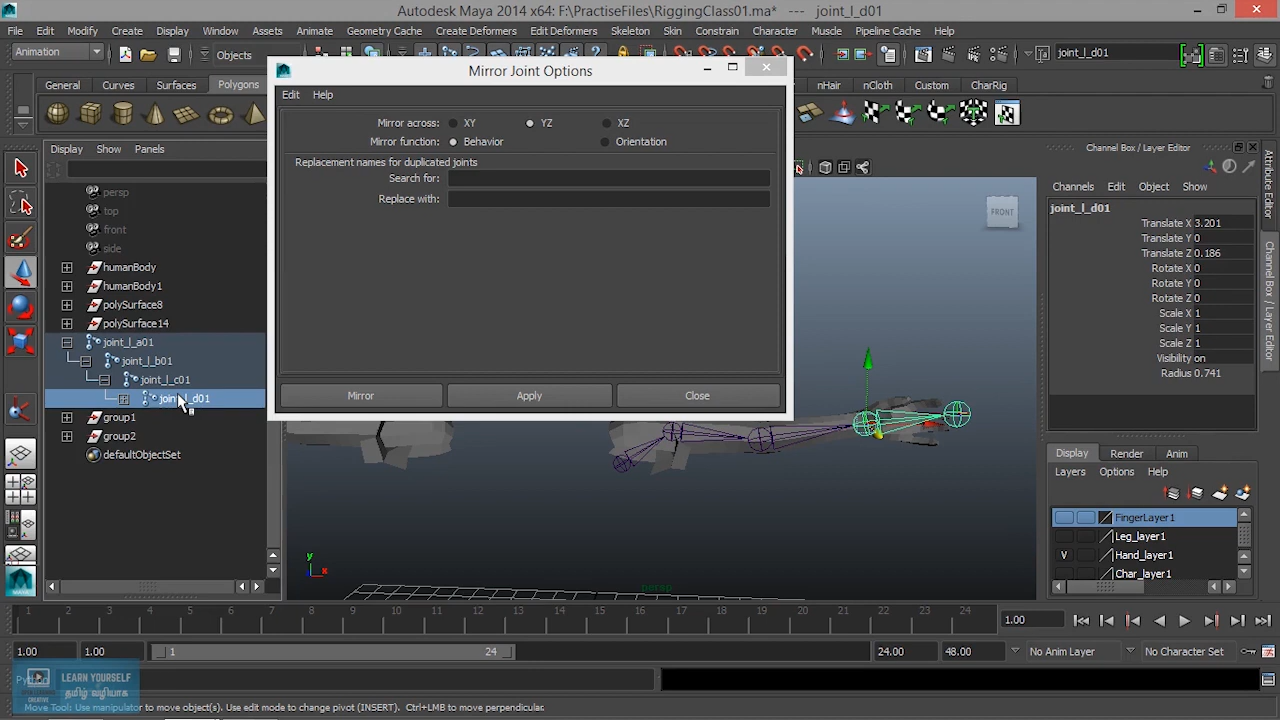 Autodesk Maya 2014 x64: F:\PractiseFiles\RiggingClass01.ma* --- joint_l_d01
File Edit Modify Create Display Window Assets Animate Geometry Cache Create Deformers Edit Deformers Skeleton Skin Constrain Character Muscle Pipeline Cache Help
Animation Objects joint_l_d01
General Curves Surfaces Polygons nHair nCloth Custom CharRig
Mirror Joint Options
Edit Help
Mirror across: XY YZ XZ
Mirror function: Behavior Orientation
Replacement names for duplicated joints
Search for:
Replace with:
Mirror Apply Close
Display Show Panels
persp
top
front
side
humanBody
humanBody1
polySurface8
polySurface14
joint_l_a01
joint_l_b01
joint_l_c01
group1
group2
defaultObjectSet
FRONT
y
x
persp
Channel Box / Layer Editor
Channels Edit Object Show
joint_l_d01
Translate X 3.201
Translate Y 0
Translate Z 0.186
Rotate X 0
Rotate Y 0
Rotate Z 0
Scale X 1
Scale Y 1
Scale Z 1
Visibility on
Radius 0.741
Attribute Editor
Channel Box / Layer Editor
Display Render Anim
Layers Options Help
FingerLayer1
Leg_layer1
V Hand_layer1
Char_layer1
1 2 3 4 5 6 7 8 9 10 11 12 13 14 15 16 17 18 19 20 21 22 23 24 1.00
1.00 1.00 1 24 24.00 48.00 No Anim Layer No Character Set
LEARN YOURSELF
தமிழ் வழியாக
Move Tool: Use manipulator to move object(s). Use edit mode to change pivot (INSERT). Ctrl+LMB to move perpendicular.